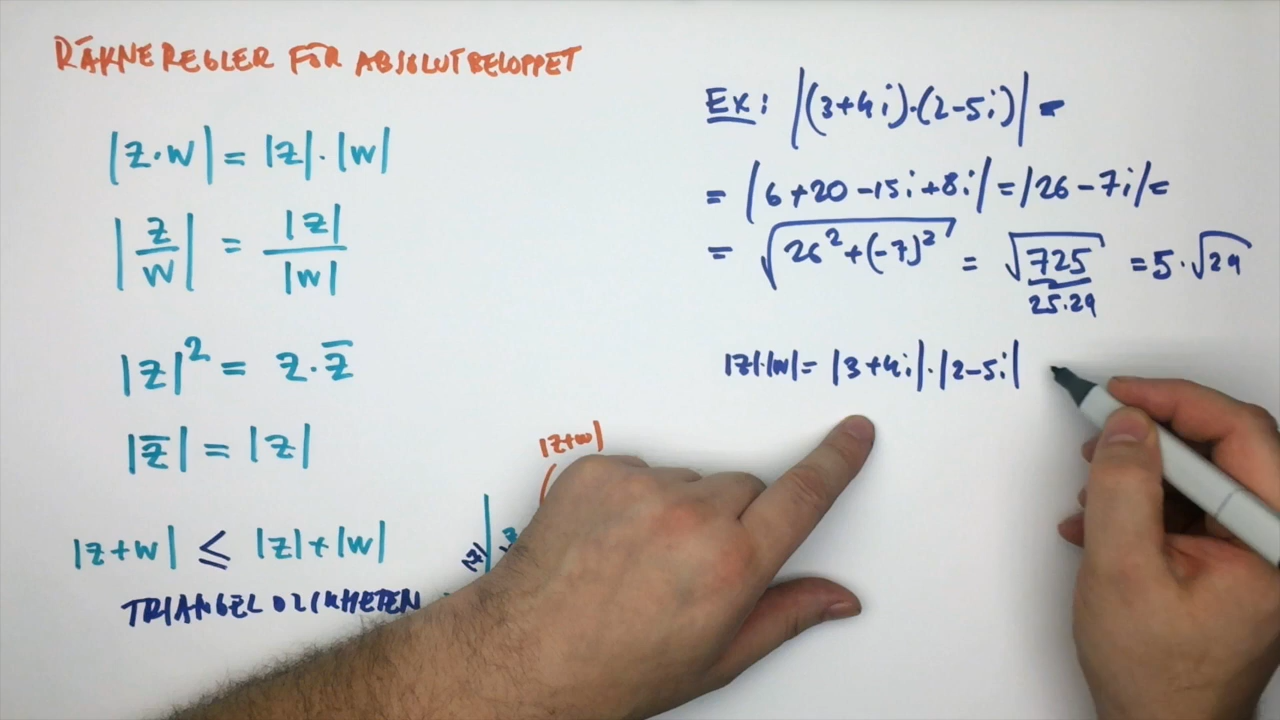 RÄKNEREGLER FÖR ABSOLUTBELOPPET
|z·w| = |z|·|w|
|z/w| = |z|/|w|
|z|² = z·z̄
|z̄| = |z|
|z+w| ≤ |z|+|w|
TRIANGELOLIKHETEN
|z+w|
|z|
z
Ex: |(3+4i)·(2-5i)| =
= |6+20-15i+8i| = |26-7i| =
= √(26²+(-7)²) = √725 = 5·√29
25·29
|z|·|w| = |3+4i|·|2-5i|